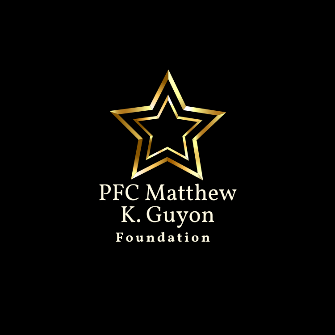 PFC Matthew
K. Guyon
Foundation